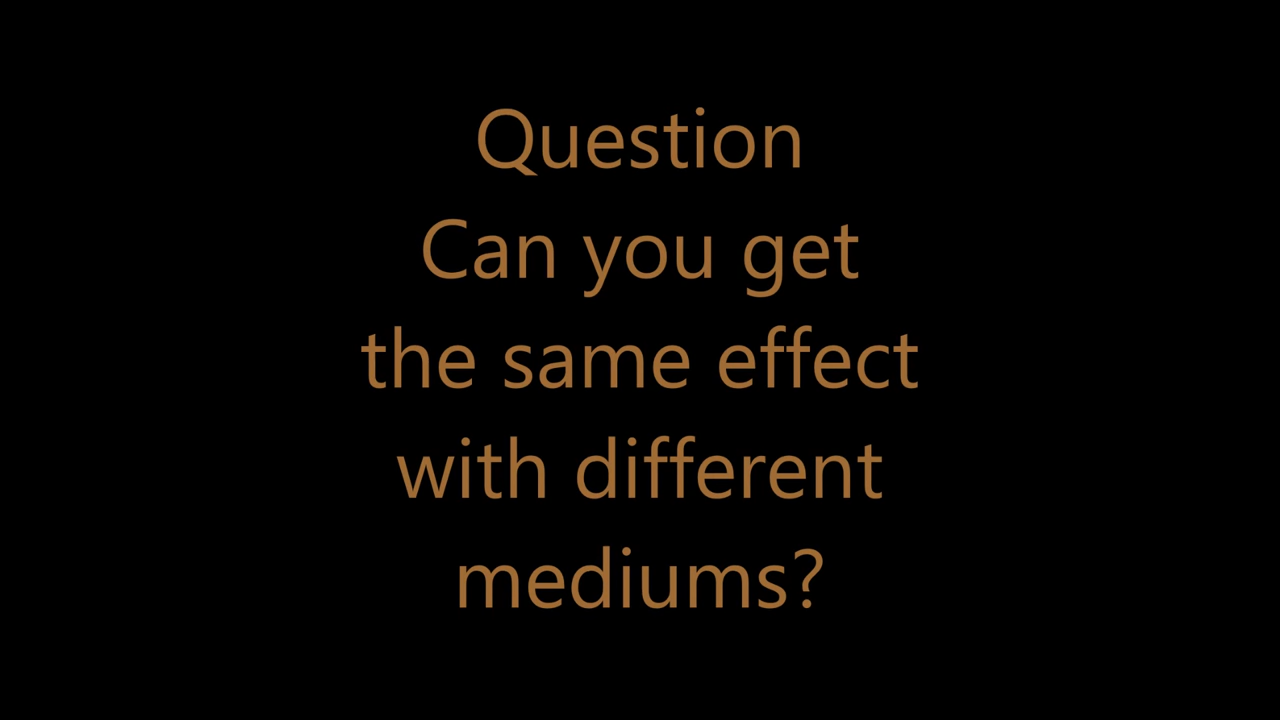 Question
Can you get
the same effect
with different
mediums?